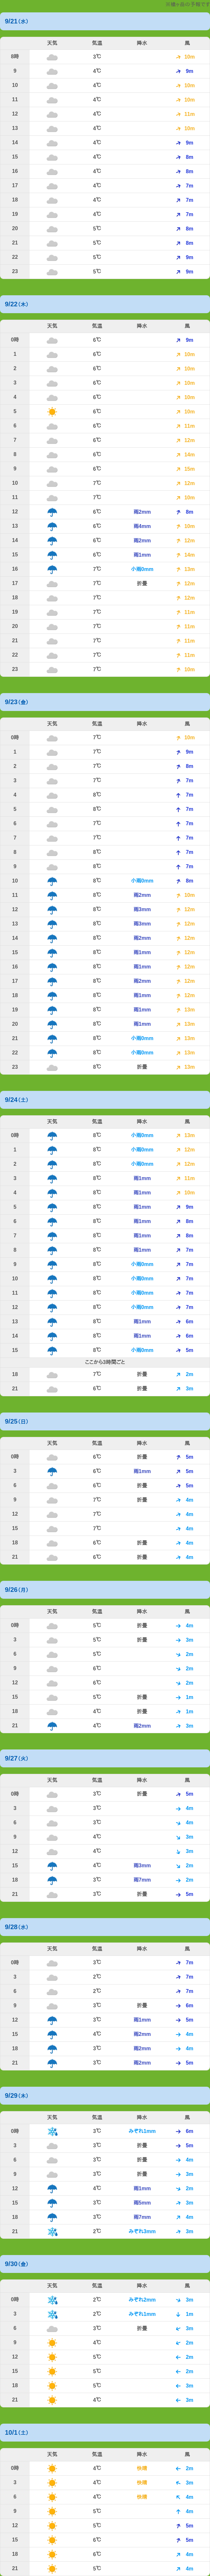 9/21(水)
天気 気温 降水 風
8時 3℃ 10m
9 4℃ 9m
10 4℃ 10m
11 4℃ 10m
12 4℃ 11m
13 4℃ 10m
14 4℃ 9m
15 4℃ 8m
16 4℃ 8m
17 4℃ 7m
18 4℃ 7m
19 4℃ 7m
20 5℃ 8m
21 5℃ 8m
22 5℃ 9m
23 5℃ 9m
9/22(木)
天気 気温 降水 風
0時 6℃ 9m
1 6℃ 10m
2 6℃ 10m
3 6℃ 10m
4 6℃ 10m
5 6℃ 10m
6 6℃ 11m
7 6℃ 12m
8 6℃ 14m
9 6℃ 15m
10 7℃ 12m
11 7℃ 10m
12 6℃ 雨2mm 8m
13 6℃ 雨4mm 10m
14 6℃ 雨2mm 12m
15 6℃ 雨1mm 14m
16 7℃ 小雨0mm 13m
17 7℃ 折畳 12m
18 7℃ 12m
19 7℃ 11m
20 7℃ 11m
21 7℃ 11m
22 7℃ 11m
23 7℃ 10m
9/23(金)
天気 気温 降水 風
0時 7℃ 10m
1 7℃ 9m
2 7℃ 8m
3 7℃ 7m
4 8℃ 7m
5 8℃ 7m
6 7℃ 7m
7 7℃ 7m
8 8℃ 7m
9 8℃ 7m
10 8℃ 小雨0mm 8m
11 8℃ 雨2mm 10m
12 8℃ 雨3mm 12m
13 8℃ 雨3mm 12m
14 8℃ 雨2mm 12m
15 8℃ 雨1mm 12m
16 8℃ 雨1mm 12m
17 8℃ 雨2mm 12m
18 8℃ 雨1mm 12m
19 8℃ 雨1mm 13m
20 8℃ 雨1mm 13m
21 8℃ 小雨0mm 13m
22 8℃ 小雨0mm 13m
23 8℃ 折畳 13m
9/24(土)
天気 気温 降水 風
0時 8℃ 小雨0mm 13m
1 8℃ 小雨0mm 12m
2 8℃ 小雨0mm 12m
3 8℃ 雨1mm 11m
4 8℃ 雨1mm 10m
5 8℃ 雨1mm 9m
6 8℃ 雨1mm 8m
7 8℃ 雨1mm 8m
8 8℃ 雨1mm 7m
9 8℃ 小雨0mm 7m
10 8℃ 小雨0mm 7m
11 8℃ 小雨0mm 7m
12 8℃ 小雨0mm 7m
13 8℃ 雨1mm 6m
14 8℃ 雨1mm 6m
15 8℃ 小雨0mm 5m
ここから3時間ごと
18 7℃ 折畳 2m
21 6℃ 折畳 3m
9/25(日)
天気 気温 降水 風
0時 6℃ 折畳 5m
3 6℃ 雨1mm 5m
6 6℃ 折畳 5m
9 7℃ 折畳 4m
12 7℃ 4m
15 7℃ 4m
18 6℃ 折畳 4m
21 6℃ 折畳 4m
9/26(月)
天気 気温 降水 風
0時 5℃ 折畳 4m
3 5℃ 折畳 3m
6 5℃ 2m
9 6℃ 2m
12 6℃ 2m
15 5℃ 折畳 1m
18 4℃ 折畳 1m
21 4℃ 雨2mm 3m
9/27(火)
天気 気温 降水 風
0時 3℃ 折畳 5m
3 3℃ 4m
6 3℃ 4m
9 4℃ 3m
12 4℃ 3m
15 4℃ 雨3mm 2m
18 3℃ 雨7mm 2m
21 3℃ 折畳 5m
9/28(水)
天気 気温 降水 風
0時 3℃ 7m
3 2℃ 7m
6 2℃ 7m
9 3℃ 折畳 6m
12 3℃ 雨1mm 5m
15 4℃ 雨2mm 4m
18 3℃ 雨2mm 4m
21 3℃ 雨2mm 5m
9/29(木)
天気 気温 降水 風
0時 3℃ みぞれ1mm 6m
3 3℃ 折畳 5m
6 3℃ 折畳 4m
9 3℃ 折畳 3m
12 4℃ 雨1mm 2m
15 3℃ 雨5mm 3m
18 3℃ 雨7mm 4m
21 2℃ みぞれ3mm 3m
9/30(金)
天気 気温 降水 風
0時 2℃ みぞれ2mm 3m
3 2℃ みぞれ1mm 1m
6 3℃ 折畳 3m
9 4℃ 2m
12 5℃ 2m
15 5℃ 2m
18 5℃ 3m
21 4℃ 3m
10/1(土)
天気 気温 降水 風
0時 4℃ 快晴 2m
3 4℃ 快晴 3m
6 4℃ 快晴 4m
9 5℃ 4m
12 5℃ 5m
15 6℃ 5m
18 6℃ 4m
21 5℃ 4m